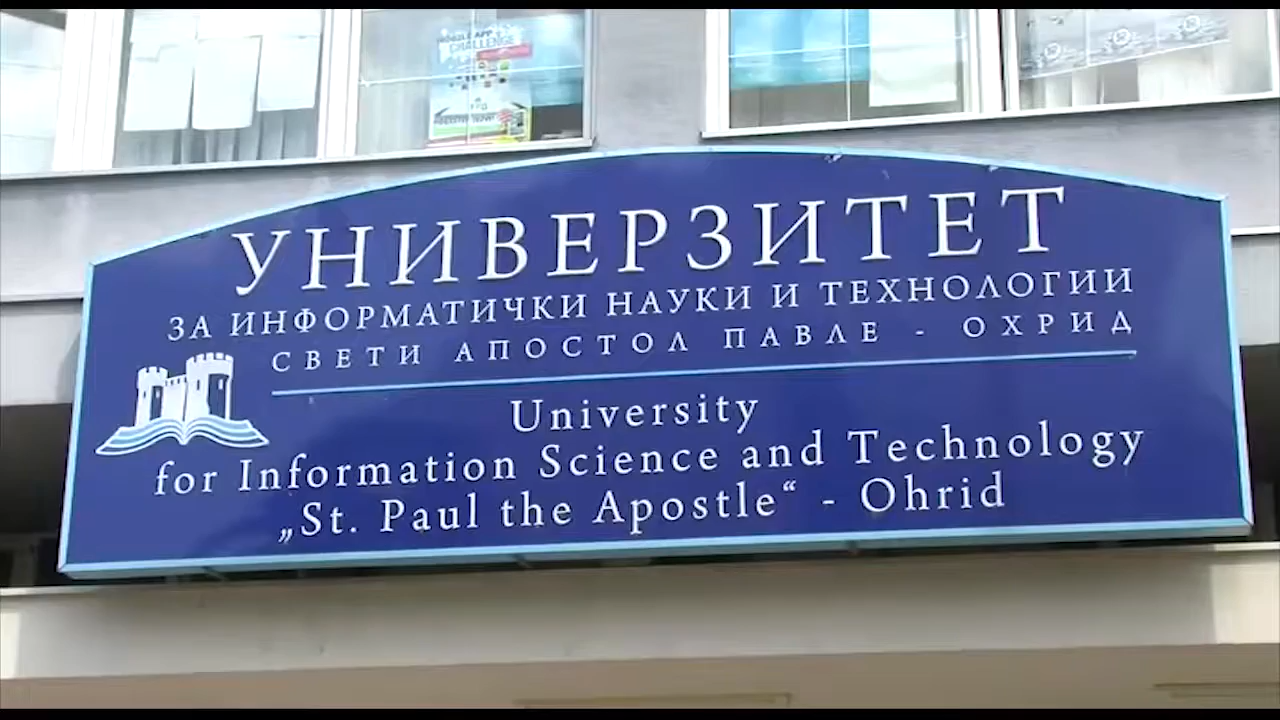 CHALLENGE
УНИВЕРЗИТЕТ
ЗА ИНФОРМАТИЧКИ НАУКИ И ТЕХНОЛОГИИ
СВЕТИ АПОСТОЛ ПАВЛЕ - ОХРИД
University
for Information Science and Technology
„St. Paul the Apostle“ - Ohrid